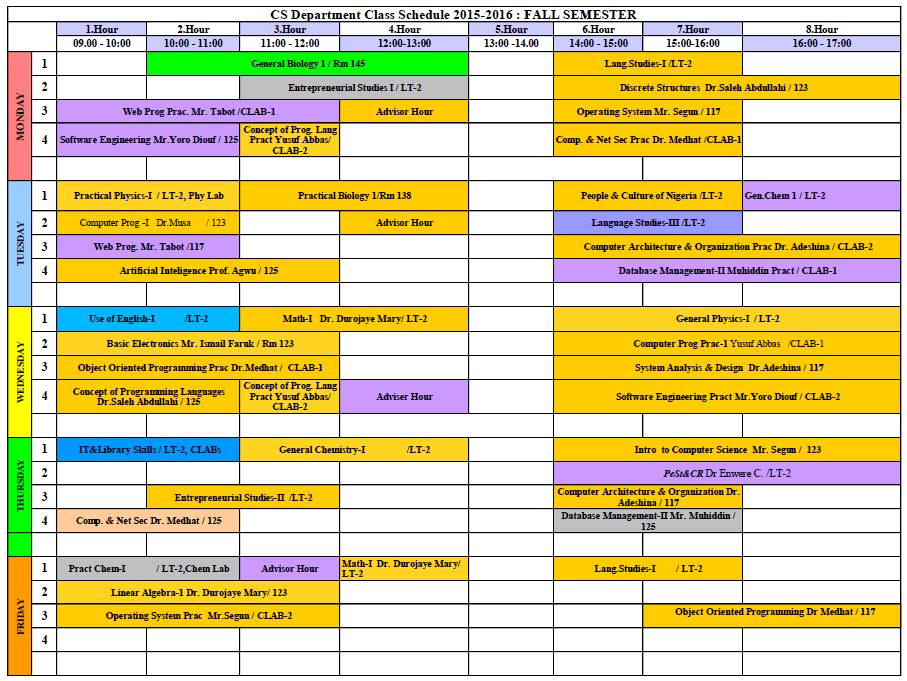 CS Department Class Schedule 2015-2016 : FALL SEMESTER
1.Hour 2.Hour 3.Hour 4.Hour 5.Hour 6.Hour 7.Hour 8.Hour
09.00 - 10:00 10:00 - 11:00 11:00 - 12:00 12:00-13:00 13:00 -14.00 14:00 - 15:00 15:00-16:00 16:00 - 17:00
MONDAY
1 General Biology 1 / Rm 145 Lang.Studies-I /LT-2
2 Entrepreneurial Studies I / LT-2 Discrete Structures Dr.Saleh Abdullahi / 123
3 Web Prog Prac. Mr. Tabot /CLAB-1 Advisor Hour Operating System Mr. Segun / 117
4 Software Engineering Mr.Yoro Diouf / 125 Concept of Prog. Lang Pract Yusuf Abbas/ CLAB-2 Comp. & Net Sec Prac Dr. Medhat /CLAB-1
TUESDAY
1 Practical Physics-I / LT-2, Phy Lab Practical Biology 1/Rm 138 People & Culture of Nigeria /LT-2 Gen.Chem 1 / LT-2
2 Computer Prog -I Dr.Musa / 123 Advisor Hour Language Studies-III /LT-2
3 Web Prog. Mr. Tabot /117 Computer Architecture & Organization Prac Dr. Adeshina / CLAB-2
4 Artificial Inteligence Prof. Agwu / 125 Database Management-II Muhiddin Pract / CLAB-1
WEDNESDAY
1 Use of English-I /LT-2 Math-I Dr. Durojaye Mary/ LT-2 General Physics-I / LT-2
2 Basic Electronics Mr. Ismail Faruk / Rm 123 Computer Prog Prac-1 Yusuf Abbas /CLAB-1
3 Object Oriented Programming Prac Dr.Medhat / CLAB-1 System Analysis & Design Dr.Adeshina / 117
4 Concept of Programming Languages Dr.Saleh Abdullahi / 125 Concept of Prog. Lang Pract Yusuf Abbas/ CLAB-2 Adviser Hour Software Engineering Pract Mr.Yoro Diouf / CLAB-2
THURSDAY
1 IT&Library Skills / LT-2, CLABs General Chemistry-I /LT-2 Intro to Computer Science Mr. Segun / 123
2 PeSt&CR Dr Enwere C. /LT-2
3 Entrepreneurial Studies-II /LT-2 Computer Architecture & Organization Dr. Adeshina / 117
4 Comp. & Net Sec Dr. Medhat / 125 Database Management-II Mr. Muhiddin / 125
FRIDAY
1 Pract Chem-I / LT-2,Chem Lab Advisor Hour Math-I Dr. Durojaye Mary/ LT-2 Lang.Studies-I / LT-2
2 Linear Algebra-1 Dr. Durojaye Mary/ 123
3 Operating System Prac Mr.Segun / CLAB-2 Object Oriented Programming Dr Medhat / 117
4